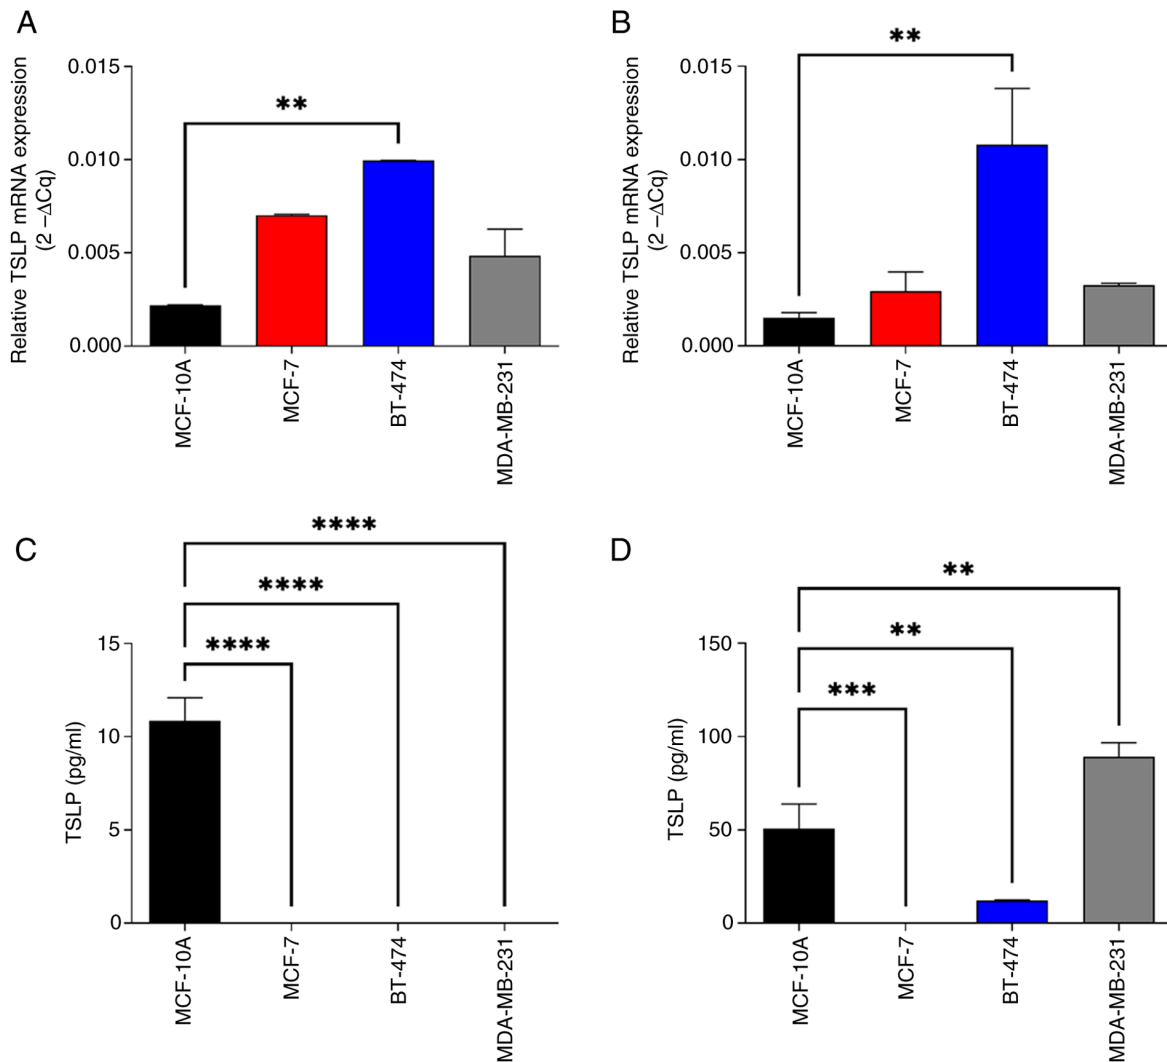 A
Relative TSLP mRNA expression
(2 –ΔCq)
0.015
0.010
0.005
0.000
**
MCF-10A
MCF-7
BT-474
MDA-MB-231
B
Relative TSLP mRNA expression
(2 –ΔCq)
0.015
0.010
0.005
0.000
**
MCF-10A
MCF-7
BT-474
MDA-MB-231
C
TSLP (pg/ml)
15
10
5
0
****
****
****
MCF-10A
MCF-7
BT-474
MDA-MB-231
D
TSLP (pg/ml)
150
100
50
0
**
**
***
MCF-10A
MCF-7
BT-474
MDA-MB-231